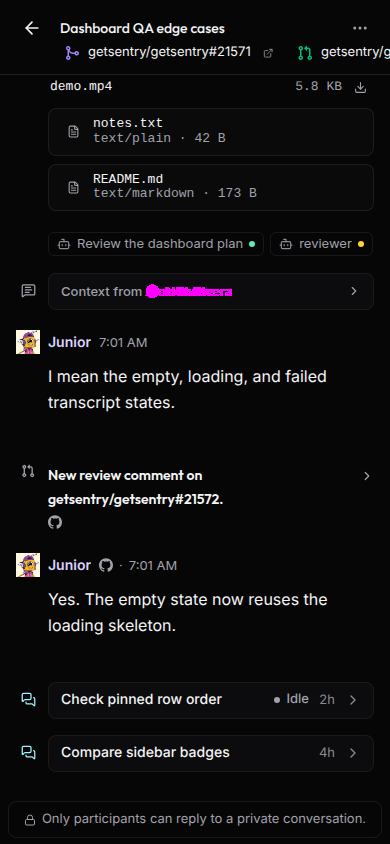 Dashboard QA edge cases
getsentry/getsentry#21571 getsentry/g
demo.mp4 5.8 KB
notes.txt
text/plain · 42 B
README.md
text/markdown · 173 B
Review the dashboard plan reviewer
Context from
Junior 7:01 AM
I mean the empty, loading, and failed
transcript states.
New review comment on
getsentry/getsentry#21572.
Junior · 7:01 AM
Yes. The empty state now reuses the
loading skeleton.
Check pinned row order Idle 2h
Compare sidebar badges 4h
Only participants can reply to a private conversation.